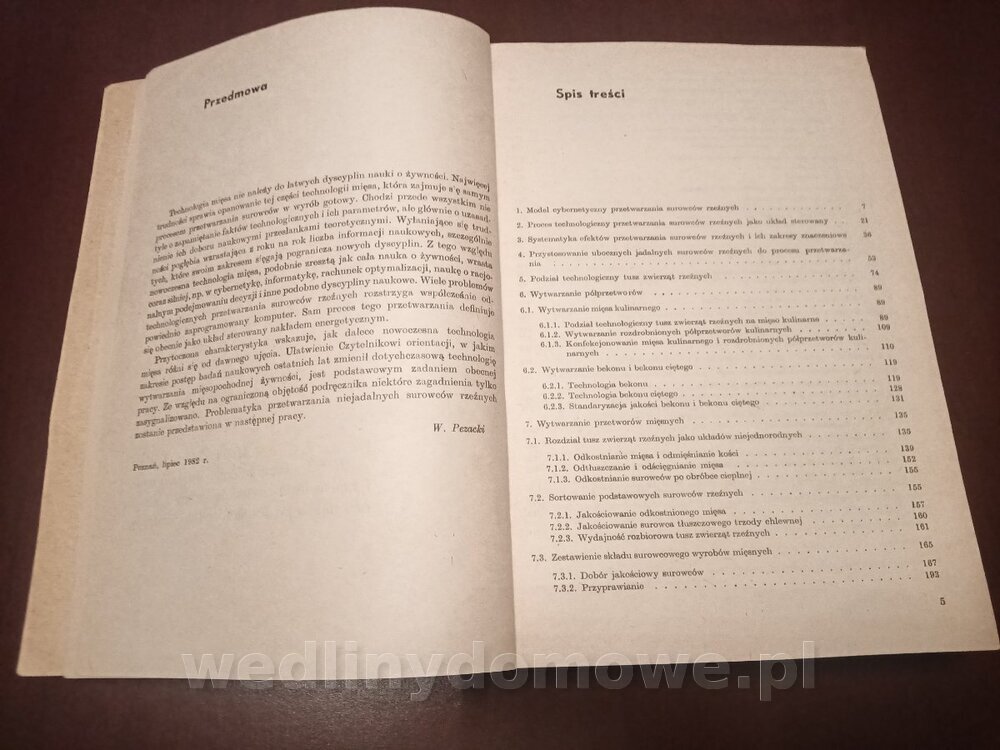 Przedmowa
Technologia mięsa nie należy do łatwych dyscyplin nauki o żywności. Najwięcej
trudności sprawia opanowanie tej części technologii mięsa, która zajmuje się samym
procesem przetwarzania surowców w wyrób gotowy. Chodzi przede wszystkim nie
tyle o zapamiętanie faktów technologicznych i ich parametrów, ale głównie o uzasad-
nienie ich doboru naukowymi przesłankami teoretycznymi. Wyłaniające się trud-
ności pogłębia wzrastająca z roku na rok liczba informacji naukowych, szczególnie
tych, które swoim zakresem sięgają pogranicza nowych dyscyplin. Z tego względu
nowoczesna technologia mięsa, podobnie zresztą jak cała nauka o żywności, wrasta
coraz silniej, np. w cybernetykę, informatykę, rachunek optymalizacji, naukę o racjo-
nalnym podejmowaniu decyzji i inne podobne dyscypliny naukowe. Wiele problemów
technologicznych przetwarzania surowców rzeźnych rozstrzyga współcześnie od-
powiednio zaprogramowany komputer. Sam proces tego przetwarzania definiuje
się obecnie jako układ sterowany nakładem energetycznym.
Przytoczona charakterystyka wskazuje, jak dalece nowoczesna technologia
mięsa różni się od dawnego ujęcia. Ułatwienie Czytelnikowi orientacji, w jakim
zakresie postęp badań naukowych ostatnich lat zmienił dotychczasową technologię
wytwarzania mięsopochodnej żywności, jest podstawowym zadaniem obecnej
pracy. Ze względu na ograniczoną objętość podręcznika niektóre zagadnienia tylko
zasygnalizowano. Problematyka przetwarzania niejadalnych surowców rzeźnych
zostanie przedstawiona w następnej pracy.
W. Pezacki
Poznań, lipiec 1982 r.
Spis treści
1. Model cybernetyczny przetwarzania surowców rzeźnych . . . . . . 7
2. Proces technologiczny przetwarzania surowców rzeźnych jako układ sterowany . . 21
3. Systematyka efektów przetwarzania surowców rzeźnych i ich zakresy znaczeniowe 36
4. Przystosowanie ubocznych jadalnych surowców rzeźnych do procesu przetwarza-
nia . . . . . . 53
5. Podział technologiczny tusz zwierząt rzeźnych . . . . . . 74
6. Wytwarzanie półprzetworów . . . . . . 89
6.1. Wytwarzanie mięsa kulinarnego . . . . . . 89
6.1.1. Podział technologiczny tusz zwierząt rzeźnych na mięso kulinarne . . . 89
6.1.2. Wytwarzanie rozdrobnionych półprzetworów kulinarnych . . . . . . 109
6.1.3. Konfekcjonowanie mięsa kulinarnego i rozdrobnionych półprzetworów kuli-
narnych . . . . . . 110
6.2. Wytwarzanie bekonu i bekonu ciętego . . . . . . 119
6.2.1. Technologia bekonu . . . . . . 119
6.2.2. Technologia bekonu ciętego . . . . . . 128
6.2.3. Standaryzacja jakości bekonu i bekonu ciętego . . . . . . 131
7. Wytwarzanie przetworów mięsnych . . . . . . 135
7.1. Rozdział tusz zwierząt rzeźnych jako układów niejednorodnych . . . . . . 136
7.1.1. Odkostnianie mięsa i odmięśnianie kości . . . . . . 139
7.1.2. Odtłuszczanie i odścięgnianie mięsa . . . . . . 152
7.1.3. Odkostnianie surowców po obróbce cieplnej . . . . . . 155
7.2. Sortowanie podstawowych surowców rzeźnych . . . . . . 155
7.2.1. Jakościowanie odkostnionego mięsa . . . . . . 157
7.2.2. Jakościowanie surowca tłuszczowego trzody chlewnej . . . . . . 160
7.2.3. Wydajność rozbiorowa tusz zwierząt rzeźnych . . . . . . 161
7.3. Zestawienie składu surowcowego wyrobów mięsnych . . . . . . 165
7.3.1. Dobór jakościowy surowców . . . . . . 167
7.3.2. Przyprawianie . . . . . . 193
5
wedlinydomowe.pl